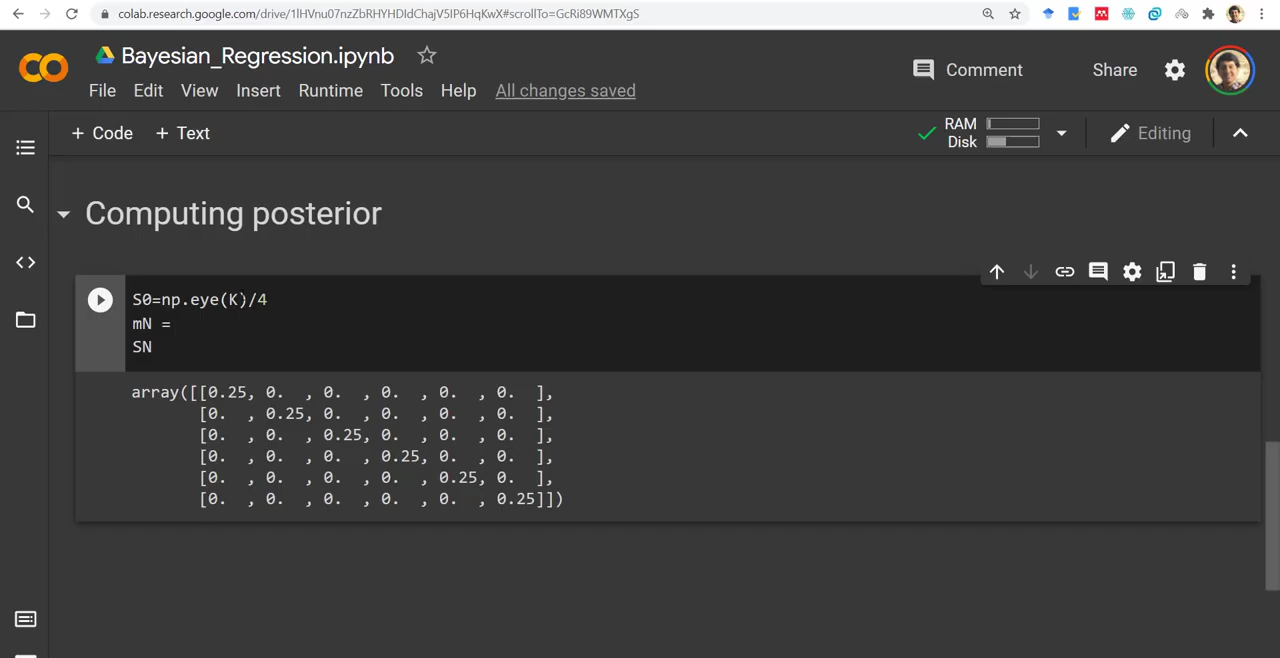 colab.research.google.com/drive/1lHVnu07nzZbRHYHDIdChajV5IP6HqKwX#scrollTo=GcRi89WMTXgS
Bayesian_Regression.ipynb
Comment
Share
File Edit View Insert Runtime Tools Help All changes saved
+ Code + Text
RAM
Disk
Editing
Computing posterior
S0=np.eye(K)/4
mN =
SN
array([[0.25, 0. , 0. , 0. , 0. , 0. ],
[0. , 0.25, 0. , 0. , 0. , 0. ],
[0. , 0. , 0.25, 0. , 0. , 0. ],
[0. , 0. , 0. , 0.25, 0. , 0. ],
[0. , 0. , 0. , 0. , 0.25, 0. ],
[0. , 0. , 0. , 0. , 0. , 0.25]])